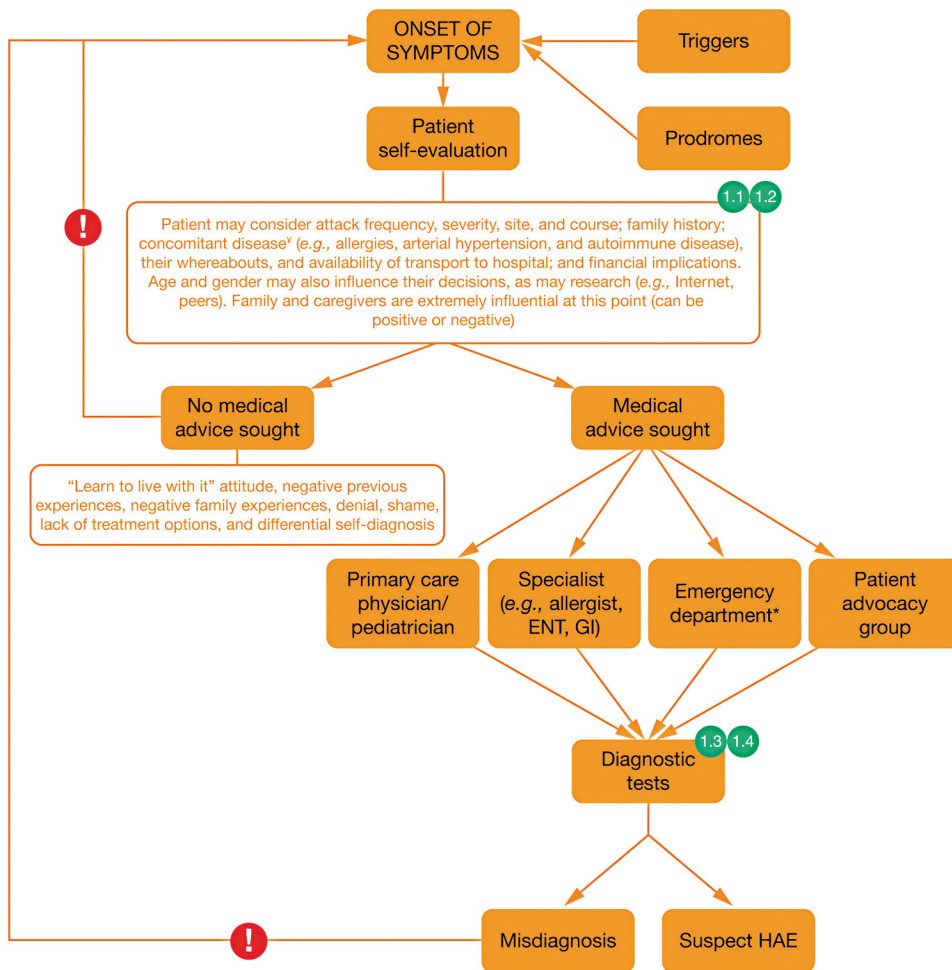 ONSET OF
SYMPTOMS
Triggers
Patient
self-evaluation
Prodromes
1.1
1.2
!
Patient may consider attack frequency, severity, site, and course; family history;
concomitant disease¥ (e.g., allergies, arterial hypertension, and autoimmune disease),
their whereabouts, and availability of transport to hospital; and financial implications.
Age and gender may also influence their decisions, as may research (e.g., Internet,
peers). Family and caregivers are extremely influential at this point (can be
positive or negative)
No medical
advice sought
Medical
advice sought
“Learn to live with it” attitude, negative previous
experiences, negative family experiences, denial, shame,
lack of treatment options, and differential self-diagnosis
Primary care
physician/
pediatrician
Specialist
(e.g., allergist,
ENT, GI)
Emergency
department*
Patient
advocacy
group
1.3
1.4
Diagnostic
tests
!
Misdiagnosis
Suspect HAE